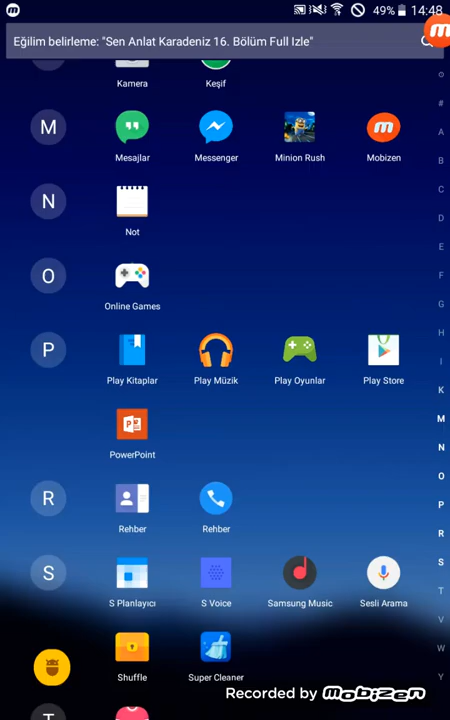 49% 14:48
Eğilim belirleme: "Sen Anlat Karadeniz 16. Bölüm Full Izle"
Kamera Keşif
M
Mesajlar Messenger Minion Rush Mobizen
N
Not
O
Online Games
P
Play Kitaplar Play Müzik Play Oyunlar Play Store
PowerPoint
R
Rehber Rehber
S
S Planlayıcı S Voice Samsung Music Sesli Arama
Shuffle Super Cleaner
T
#
A
B
C
D
E
F
G
H
I
K
M
N
O
P
R
S
T
V
W
Y
Recorded by mobizen